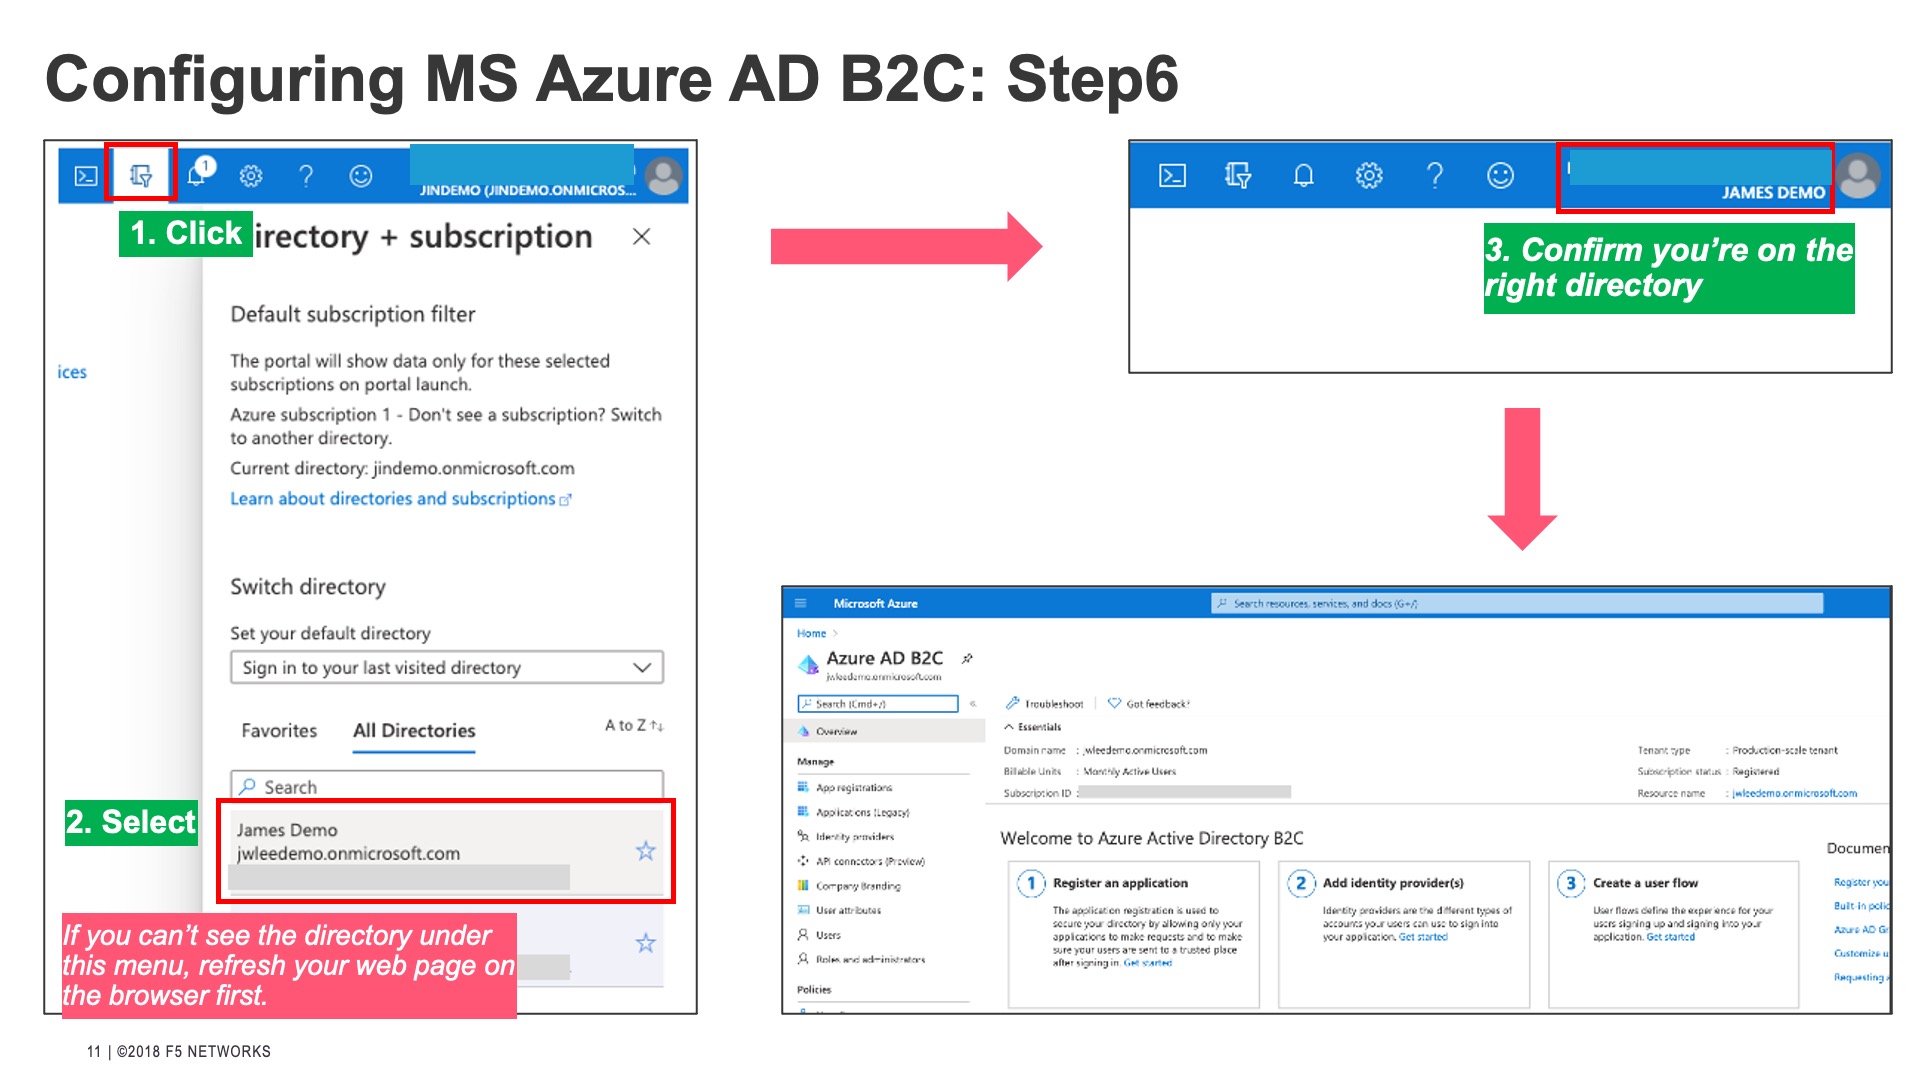 Configuring MS Azure AD B2C: Step6
1
JINDEMO (JINDEMO.ONMICROS...
1. Click
irectory + subscription
Default subscription filter
The portal will show data only for these selected
subscriptions on portal launch.
Azure subscription 1 - Don't see a subscription? Switch
to another directory.
Current directory: jindemo.onmicrosoft.com
Learn about directories and subscriptions
ices
Switch directory
Set your default directory
Sign in to your last visited directory
Favorites
All Directories
A to Z
Search
2. Select
James Demo
jwleedemo.onmicrosoft.com
If you can’t see the directory under
this menu, refresh your web page on
the browser first.
JAMES DEMO
3. Confirm you’re on the
right directory
Microsoft Azure
Search resources, services, and docs (G+/)
Home
Azure AD B2C
jwleedemo.onmicrosoft.com
Search (Cmd+/)
Overview
Manage
App registrations
Applications (Legacy)
Identity providers
API connectors (Preview)
Company Branding
User attributes
Users
Roles and administrators
Policies
Troubleshoot
Got feedback?
Essentials
Domain name : jwleedemo.onmicrosoft.com
Billable Units : Monthly Active Users
Subscription ID :
Tenant type : Production-scale tenant
Subscription status : Registered
Resource name : jwleedemo.onmicrosoft.com
Welcome to Azure Active Directory B2C
1 Register an application
The application registration is used to
secure your directory by allowing only your
applications to make requests and to make
sure your users are sent to a trusted place
after signing in. Get started
2 Add identity provider(s)
Identity providers are the different types of
accounts your users can use to sign into
your application. Get started
3 Create a user flow
User flows define the experience for your
users signing up and signing into your
application. Get started
Documen
Register you
Built-in polic
Azure AD Gr
Customize u
Requesting
11 | ©2018 F5 NETWORKS